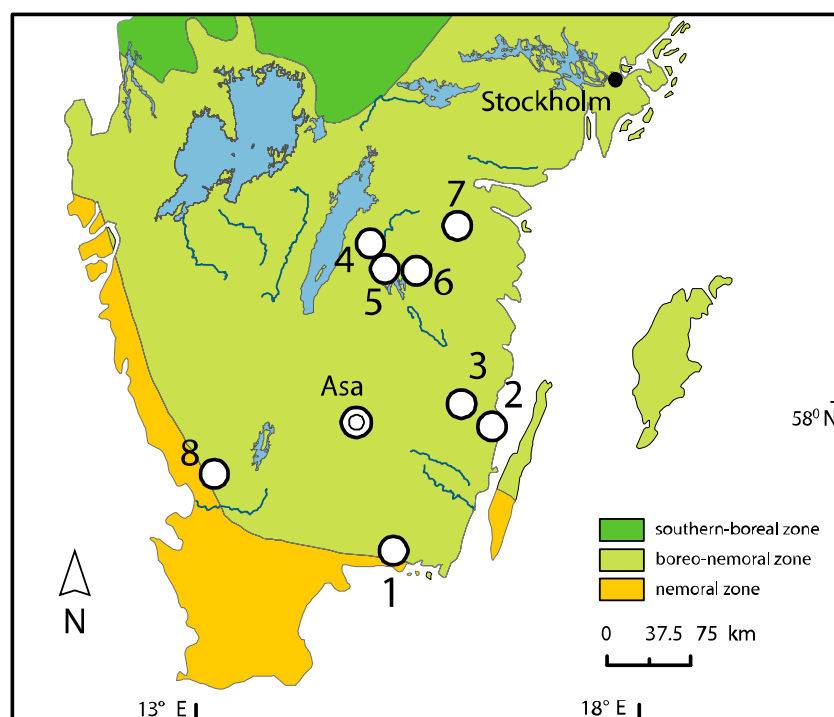 Stockholm
7
4
5
6
3
Asa
2
58⁰ N
8
southern-boreal zone
boreo-nemoral zone
nemoral zone
1
N
0 37.5 75 km
13° E
18° E